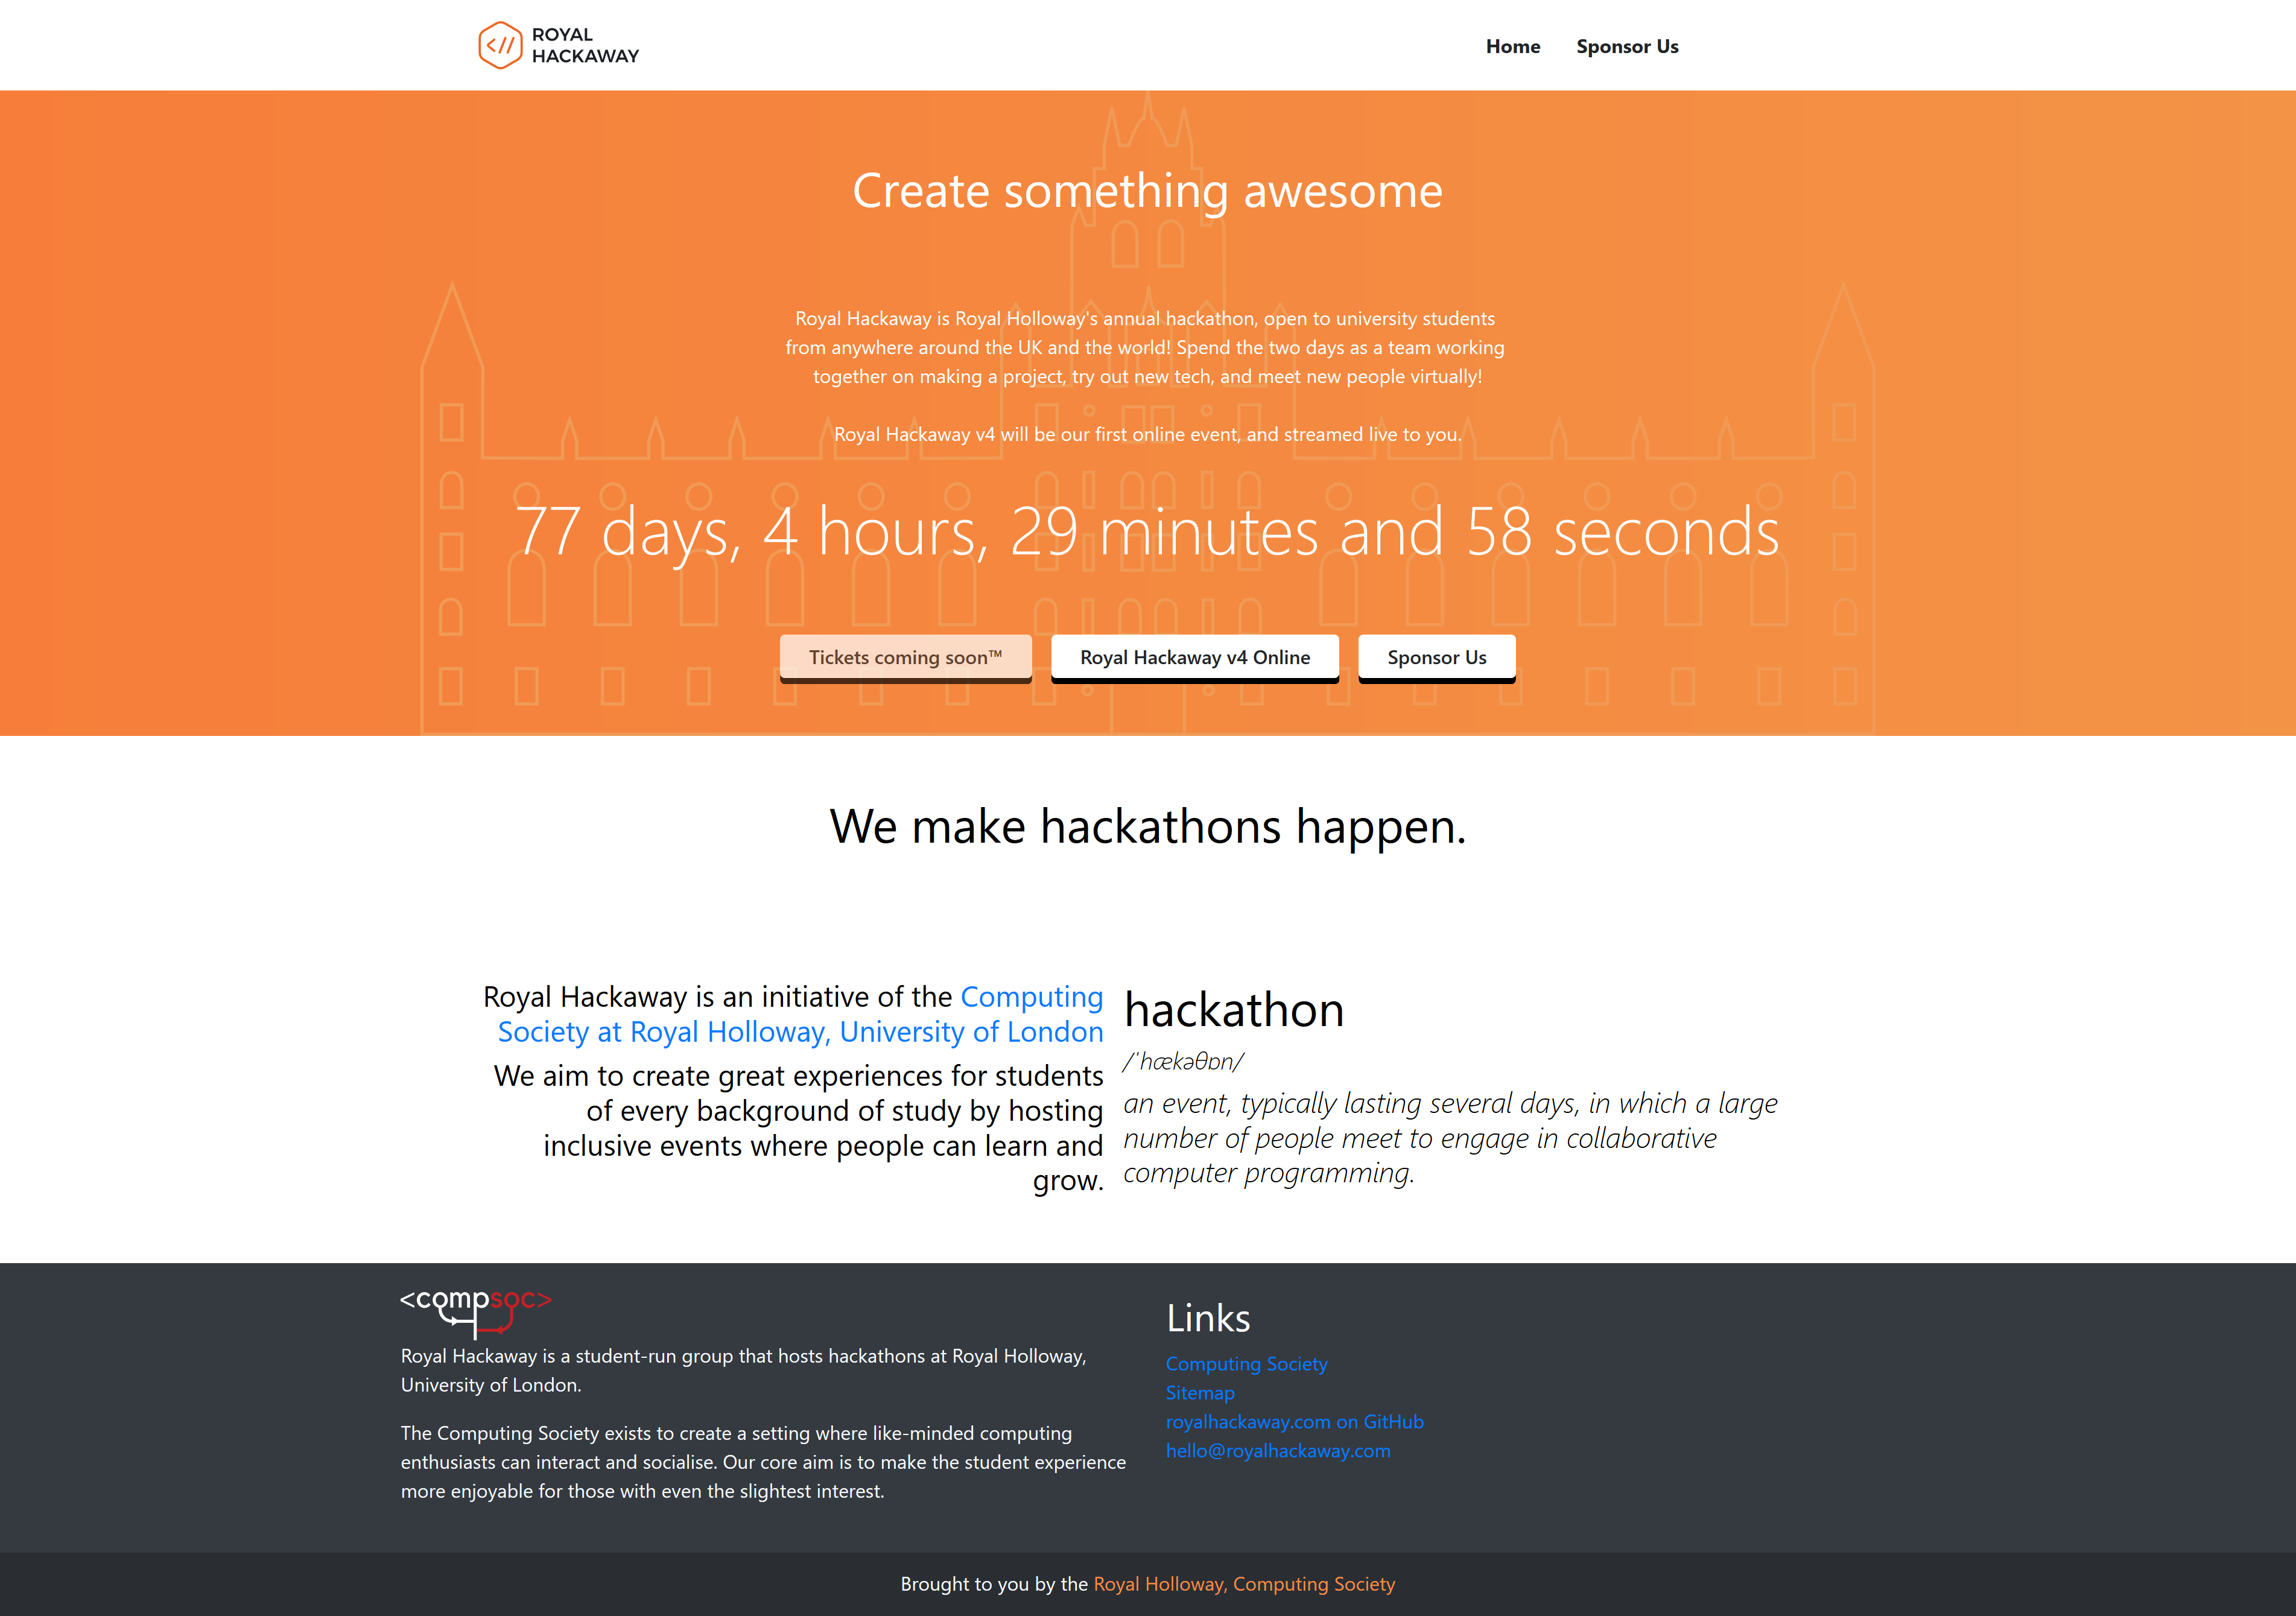 </> ROYAL
HACKAWAY
Home Sponsor Us
Create something awesome
Royal Hackaway is Royal Holloway's annual hackathon, open to university students
from anywhere around the UK and the world! Spend the two days as a team working
together on making a project, try out new tech, and meet new people virtually!
Royal Hackaway v4 will be our first online event, and streamed live to you.
77 days, 4 hours, 29 minutes and 58 seconds
Tickets coming soon™ Royal Hackaway v4 Online Sponsor Us
We make hackathons happen.
Royal Hackaway is an initiative of the Computing
Society at Royal Holloway, University of London
We aim to create great experiences for students
of every background of study by hosting
inclusive events where people can learn and
grow.
hackathon
/ˈhækəθɒn/
an event, typically lasting several days, in which a large
number of people meet to engage in collaborative
computer programming.
<compsoc>
Royal Hackaway is a student-run group that hosts hackathons at Royal Holloway,
University of London.
The Computing Society exists to create a setting where like-minded computing
enthusiasts can interact and socialise. Our core aim is to make the student experience
more enjoyable for those with even the slightest interest.
Links
Computing Society
Sitemap
royalhackaway.com on GitHub
hello@royalhackaway.com
Brought to you by the Royal Holloway, Computing Society